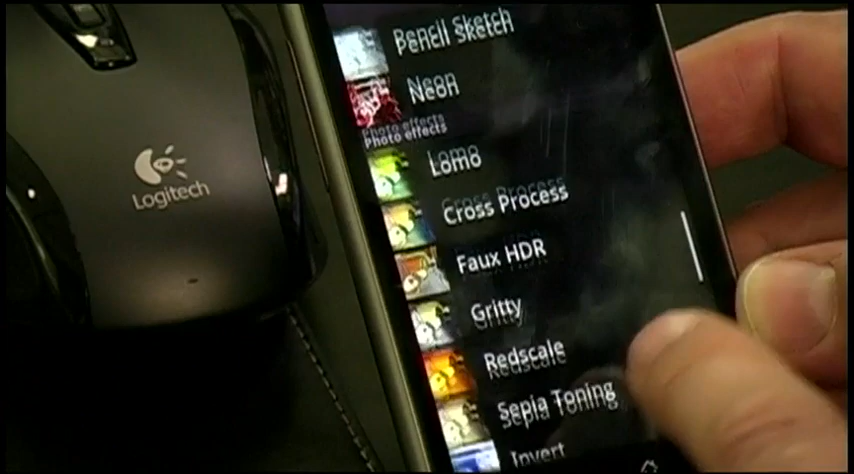 Logitech
Pencil Sketch
Neon
Photo effects
Lomo
Cross Process
Faux HDR
Gritty
Redscale
Sepia Toning
Invert